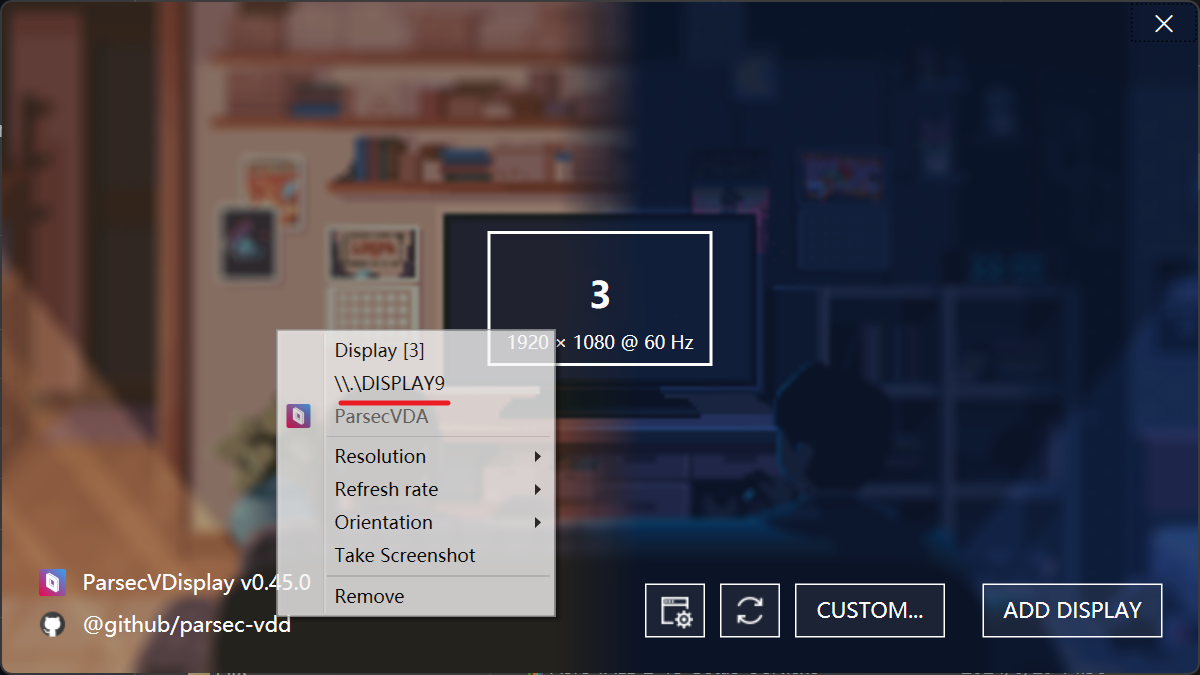 3
1920 × 1080 @ 60 Hz
Display [3]
\\.\DISPLAY9
ParsecVDA
Resolution
Refresh rate
Orientation
Take Screenshot
Remove
ParsecVDisplay v0.45.0
@github/parsec-vdd
CUSTOM...
ADD DISPLAY